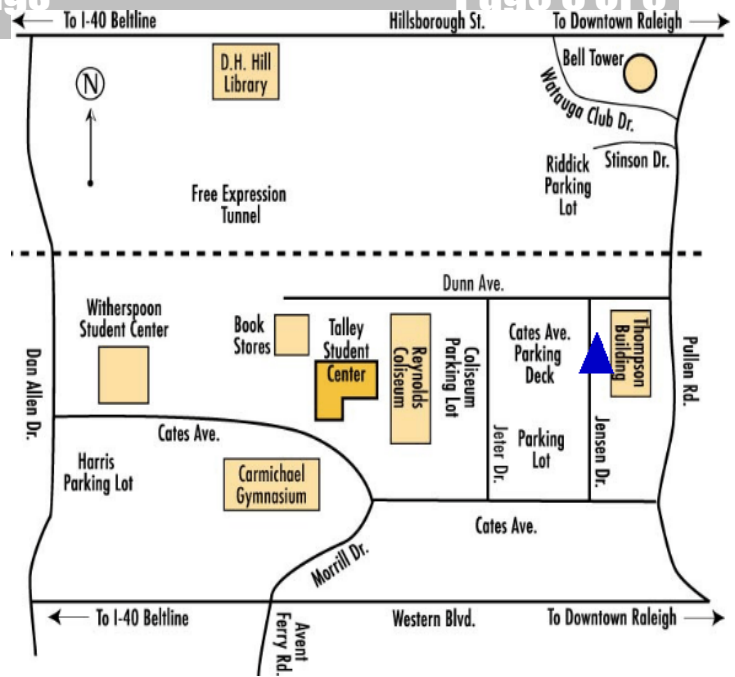 To I-40 Beltline
Hillsborough St.
To Downtown Raleigh
D.H. Hill
Library
Bell Tower
N
Watauga Club Dr.
Stinson Dr.
Riddick
Parking
Lot
Free Expression
Tunnel
Dunn Ave.
Witherspoon
Student Center
Book
Stores
Talley
Student
Center
Reynolds
Coliseum
Coliseum
Parking Lot
Cates Ave.
Parking
Deck
Thompson
Building
Pullen Rd.
Dan Allen Dr.
Cates Ave.
Harris
Parking Lot
Carmichael
Gymnasium
Jeter Dr.
Parking
Lot
Jensen Dr.
Cates Ave.
Morrill Dr.
To I-40 Beltline
Western Blvd.
To Downtown Raleigh
Avent
Ferry Rd.